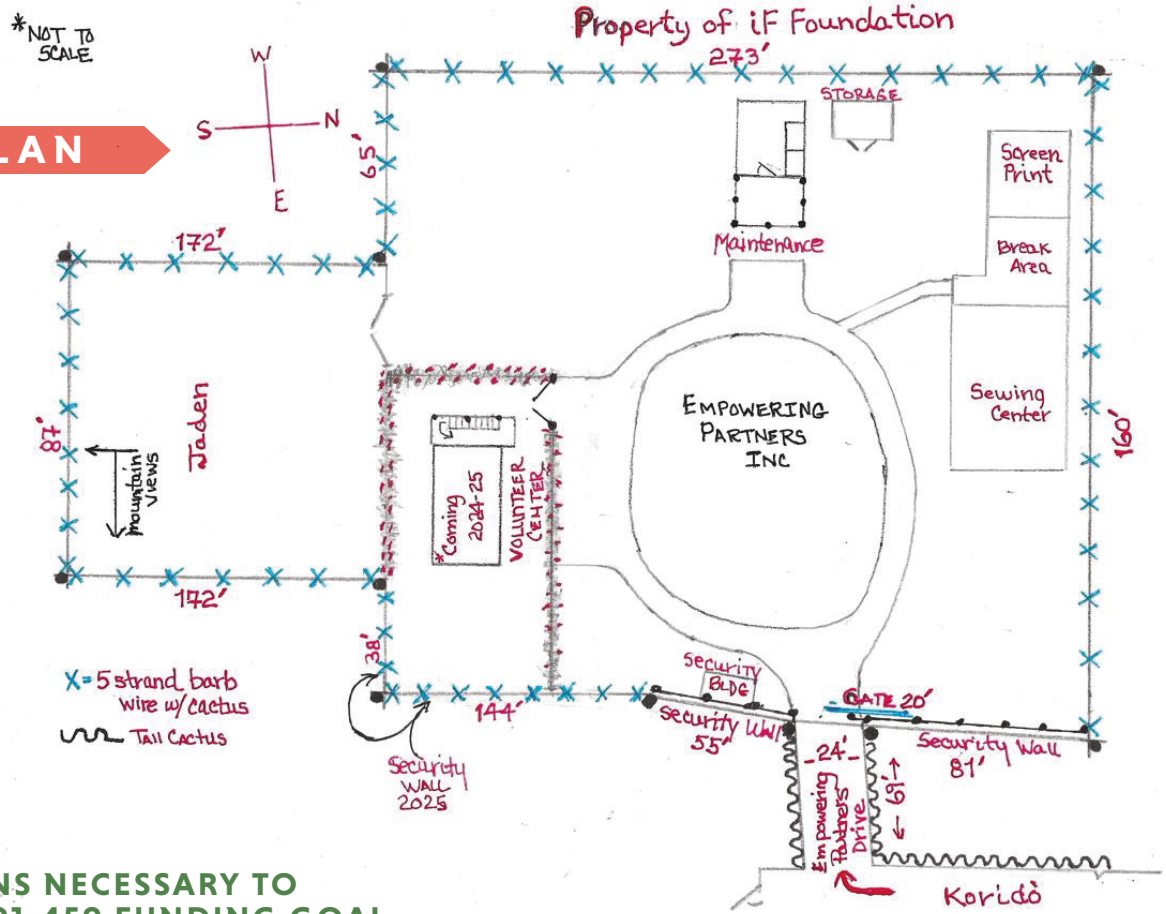 *NOT TO
SCALE
Property of iF Foundation
273'
W
S
N
E
LAN
65'
STORAGE
Screen
Print
Break
Area
Sewing
Center
160'
Maintenance
172'
87'
Jaden
mountain
views
172'
EMPOWERING
PARTNERS
INC
*Coming
2024-25
VOLUNTEER
CENTER
38'
144'
Security
WALL
2025
X=5 strand barb
wire w/cactus
Tall Cactus
Security
BLDG
Security Wall
55'
GATE 20'
Security Wall
81'
24'
69'
Empowering
Partners
Drive
Koridò
NS NECESSARY TO